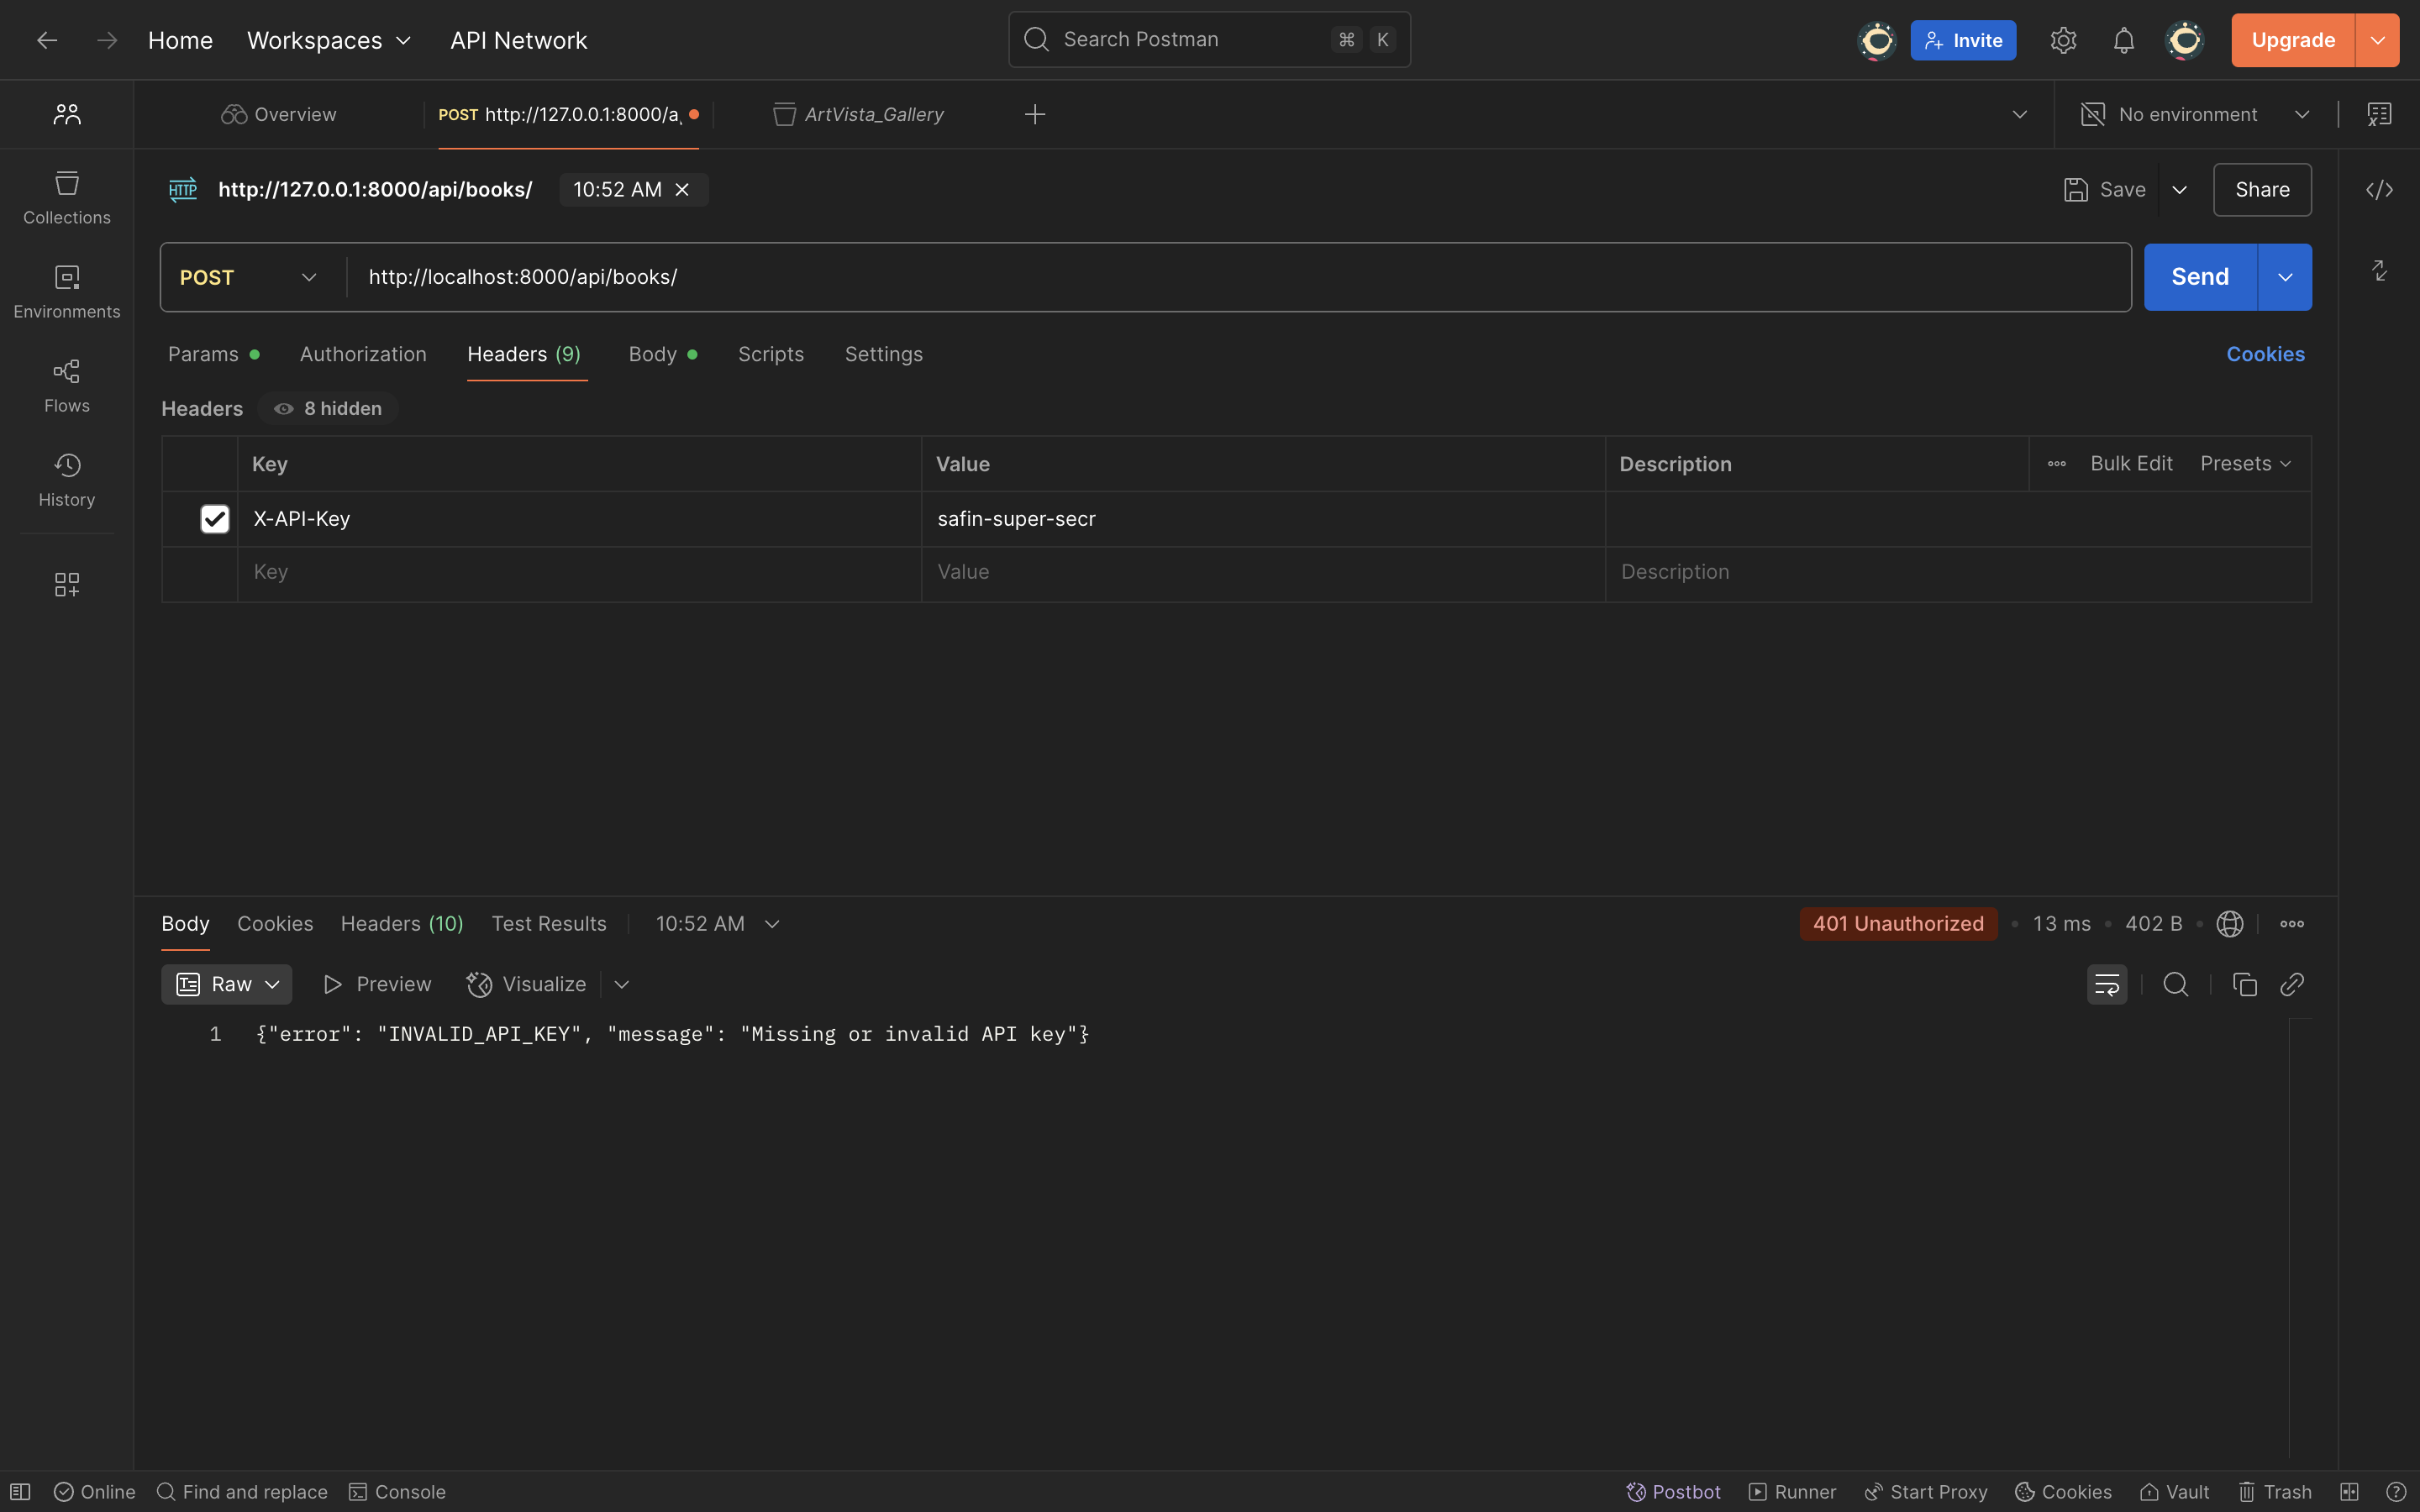 Home Workspaces API Network Search Postman ⌘ K Invite Upgrade
Overview POST http://127.0.0.1:8000/a ArtVista_Gallery No environment
HTTP http://127.0.0.1:8000/api/books/ 10:52 AM Save Share
Collections
Environments
Flows
History
POST http://localhost:8000/api/books/ Send
Params Authorization Headers (9) Body Scripts Settings Cookies
Headers 8 hidden
Key Value Description Bulk Edit Presets
X-API-Key safin-super-secr
Key Value Description
Body Cookies Headers (10) Test Results 10:52 AM 401 Unauthorized 13 ms 402 B
Raw Preview Visualize
1 {"error": "INVALID_API_KEY", "message": "Missing or invalid API key"}
Online Find and replace Console Postbot Runner Start Proxy Cookies Vault Trash